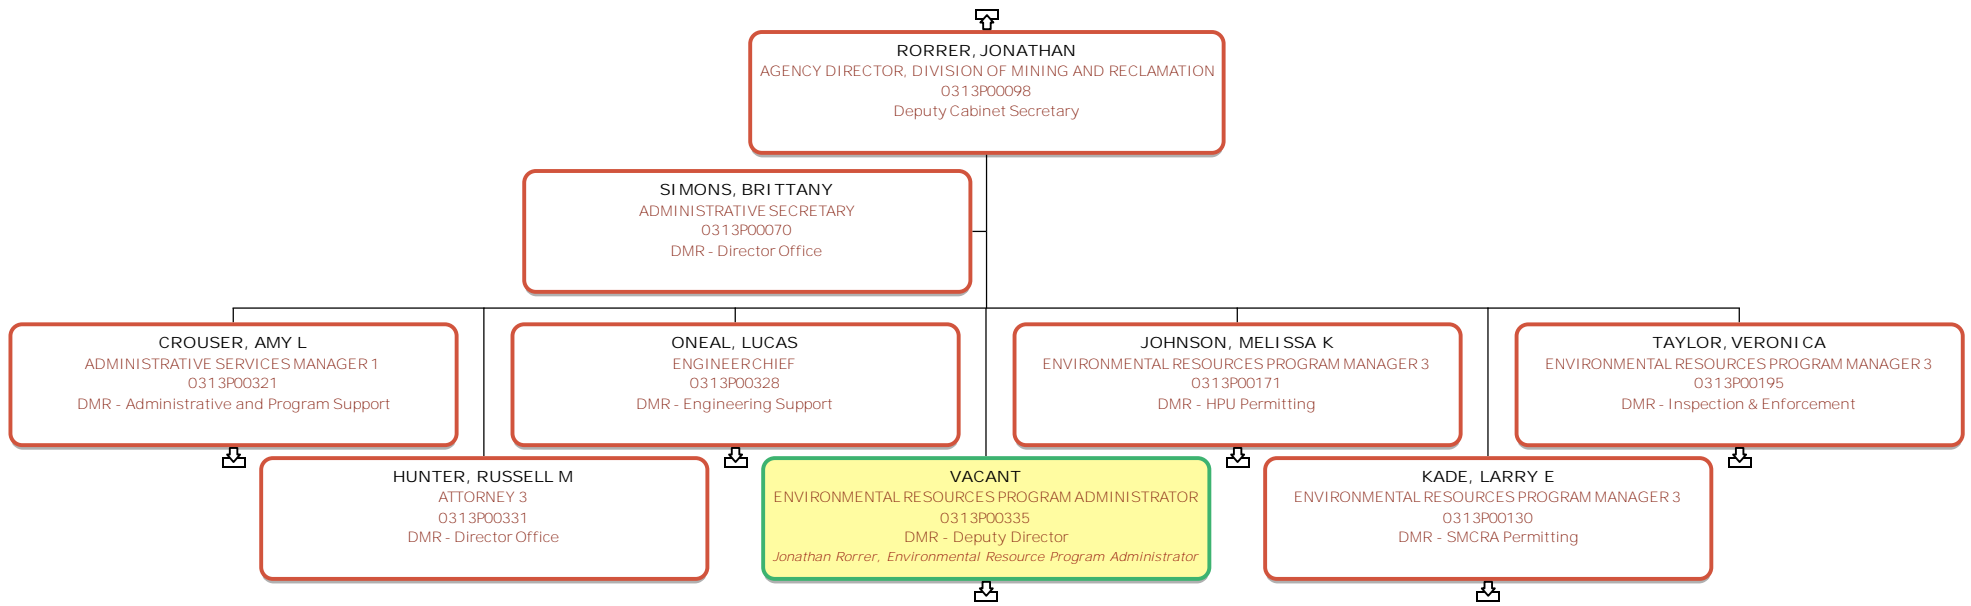 RORRER, JONATHAN
AGENCY DIRECTOR, DIVISION OF MINING AND RECLAMATION
0313P00098
Deputy Cabinet Secretary
SIMONS, BRITTANY
ADMINISTRATIVE SECRETARY
0313P00070
DMR - Director Office
CROUSER, AMY L
ADMINISTRATIVE SERVICES MANAGER 1
0313P00321
DMR - Administrative and Program Support
ONEAL, LUCAS
ENGINEER CHIEF
0313P00328
DMR - Engineering Support
JOHNSON, MELISSA K
ENVIRONMENTAL RESOURCES PROGRAM MANAGER 3
0313P00171
DMR - HPU Permitting
TAYLOR, VERONICA
ENVIRONMENTAL RESOURCES PROGRAM MANAGER 3
0313P00195
DMR - Inspection & Enforcement
HUNTER, RUSSELL M
ATTORNEY 3
0313P00331
DMR - Director Office
VACANT
ENVIRONMENTAL RESOURCES PROGRAM ADMINISTRATOR
0313P00335
DMR - Deputy Director
Jonathan Rorrer, Environmental Resource Program Administrator
KADE, LARRY E
ENVIRONMENTAL RESOURCES PROGRAM MANAGER 3
0313P00130
DMR - SMCRA Permitting